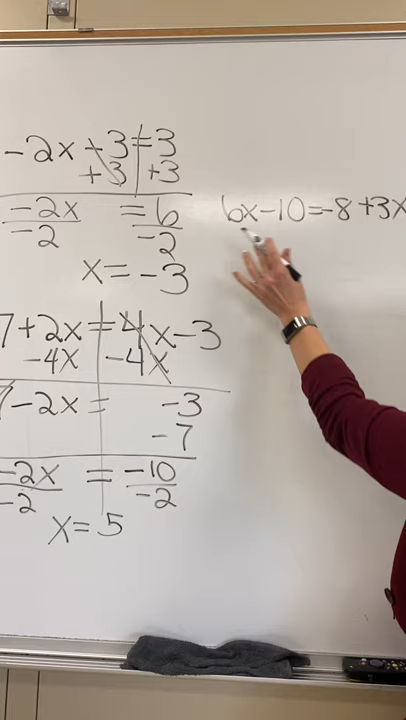 -2x -3 = 3
+3 +3
-2x = 6
-2 -2
x = -3
7+2x = 4x-3
-4x -4x
7-2x = -3
-7
-2x = -10
-2 -2
x = 5
6x-10=-8+3x